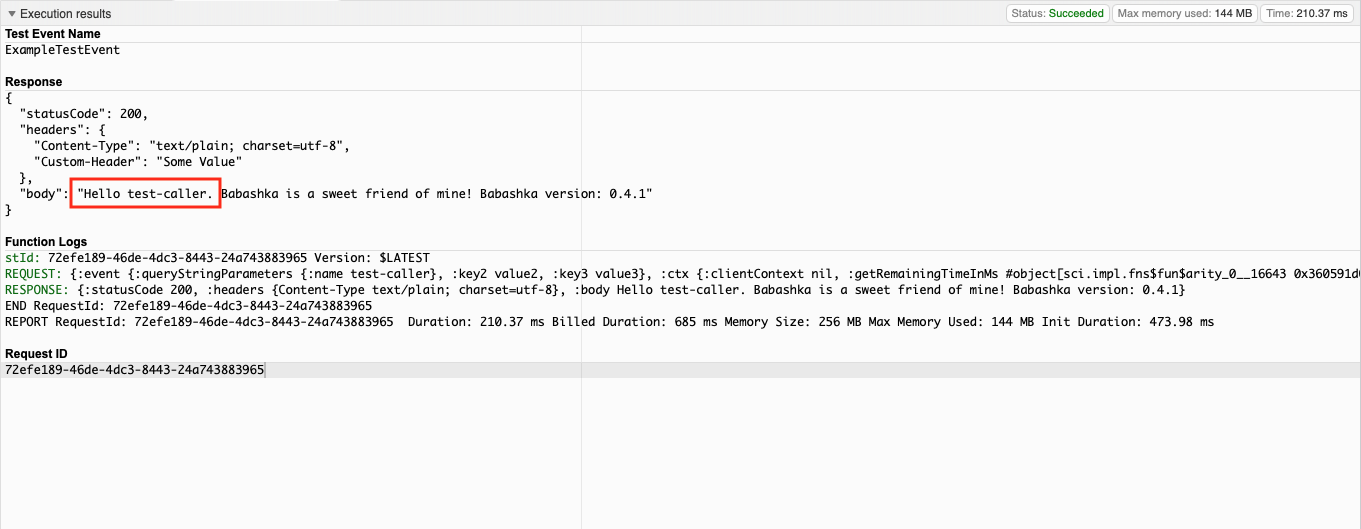 Execution results
Status: Succeeded
Max memory used: 144 MB
Time: 210.37 ms
Test Event Name
ExampleTestEvent
Response
{
"statusCode": 200,
"headers": {
"Content-Type": "text/plain; charset=utf-8",
"Custom-Header": "Some Value"
},
"body": "Hello test-caller. Babashka is a sweet friend of mine! Babashka version: 0.4.1"
}
Function Logs
stId: 72efe189-46de-4dc3-8443-24a743883965 Version: $LATEST
REQUEST: {:event {:queryStringParameters {:name test-caller}, :key2 value2, :key3 value3}, :ctx {:clientContext nil, :getRemainingTimeInMs #object[sci.impl.fns$fun$arity_0__16643 0x360591d
RESPONSE: {:statusCode 200, :headers {Content-Type text/plain; charset=utf-8}, :body Hello test-caller. Babashka is a sweet friend of mine! Babashka version: 0.4.1}
END RequestId: 72efe189-46de-4dc3-8443-24a743883965
REPORT RequestId: 72efe189-46de-4dc3-8443-24a743883965 Duration: 210.37 ms Billed Duration: 685 ms Memory Size: 256 MB Max Memory Used: 144 MB Init Duration: 473.98 ms
Request ID
72efe189-46de-4dc3-8443-24a743883965